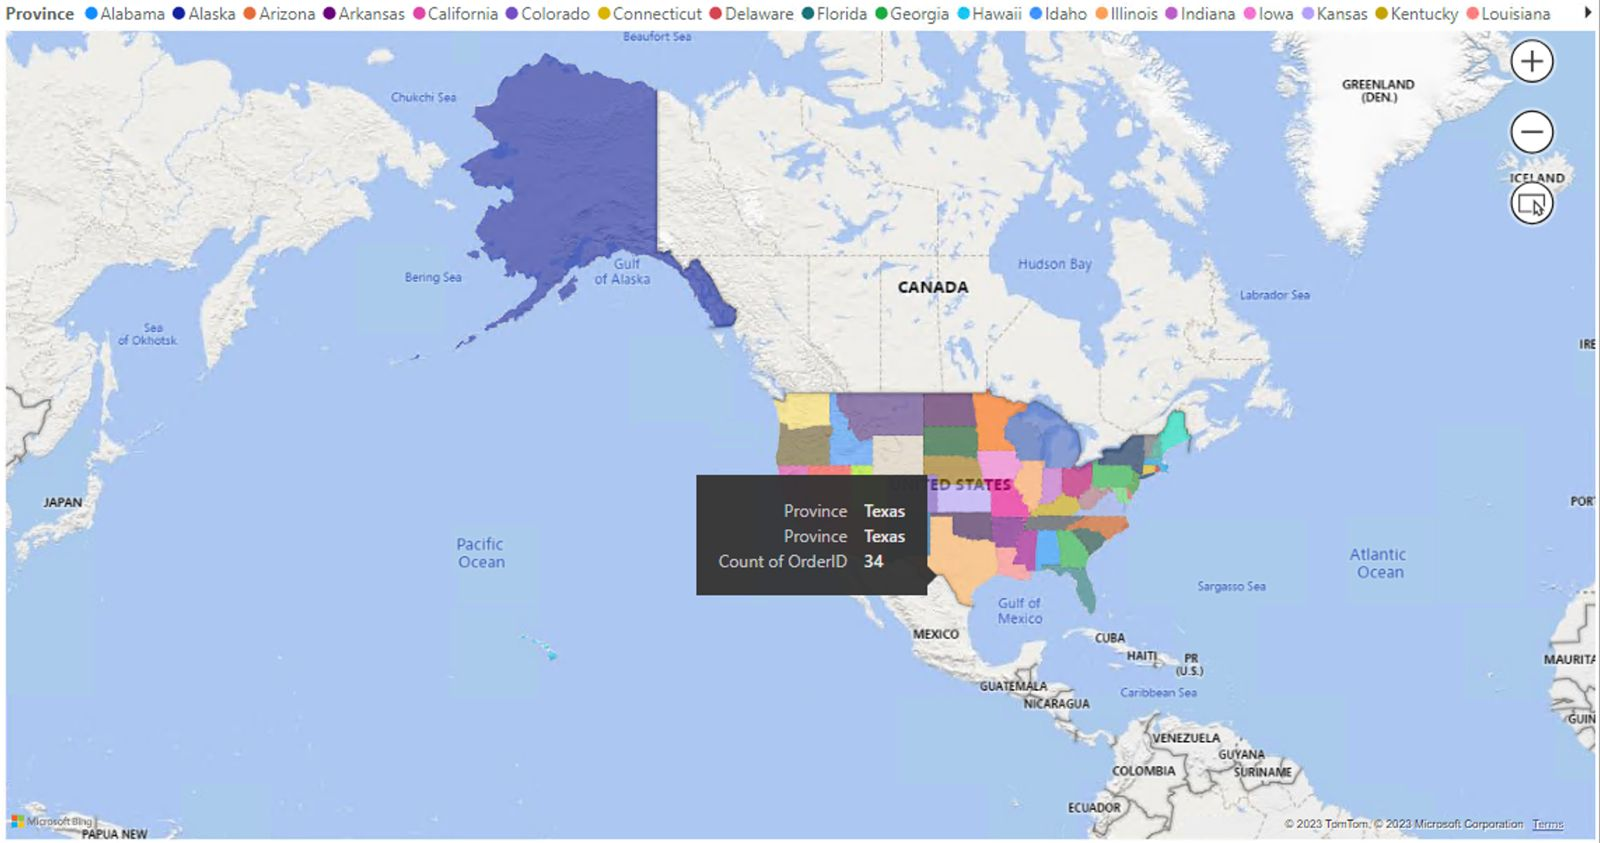 Province Alabama Alaska Arizona Arkansas California Colorado Connecticut Delaware Florida Georgia Hawaii Idaho Illinois Indiana Iowa Kansas Kentucky Louisiana
Beaufort Sea
Chukchi Sea
GREENLAND
(DEN.)
ICELAND
Bering Sea
Gulf
of Alaska
Hudson Bay
CANADA
Labrador Sea
Sea
of Okhotsk
IRE
UNITED STATES
JAPAN
POR
Province Texas
Province Texas
Count of OrderID 34
Pacific
Ocean
Atlantic
Ocean
Sargasso Sea
Gulf of
Mexico
MEXICO
CUBA
HAITI
PR
(U.S.)
MAURITA
GUATEMALA
Caribbean Sea
NICARAGUA
GUIN
VENEZUELA
GUYANA
COLOMBIA
SURINAME
ECUADOR
Microsoft Bing
PAPUA NEW
© 2023 TomTom, © 2023 Microsoft Corporation Terms